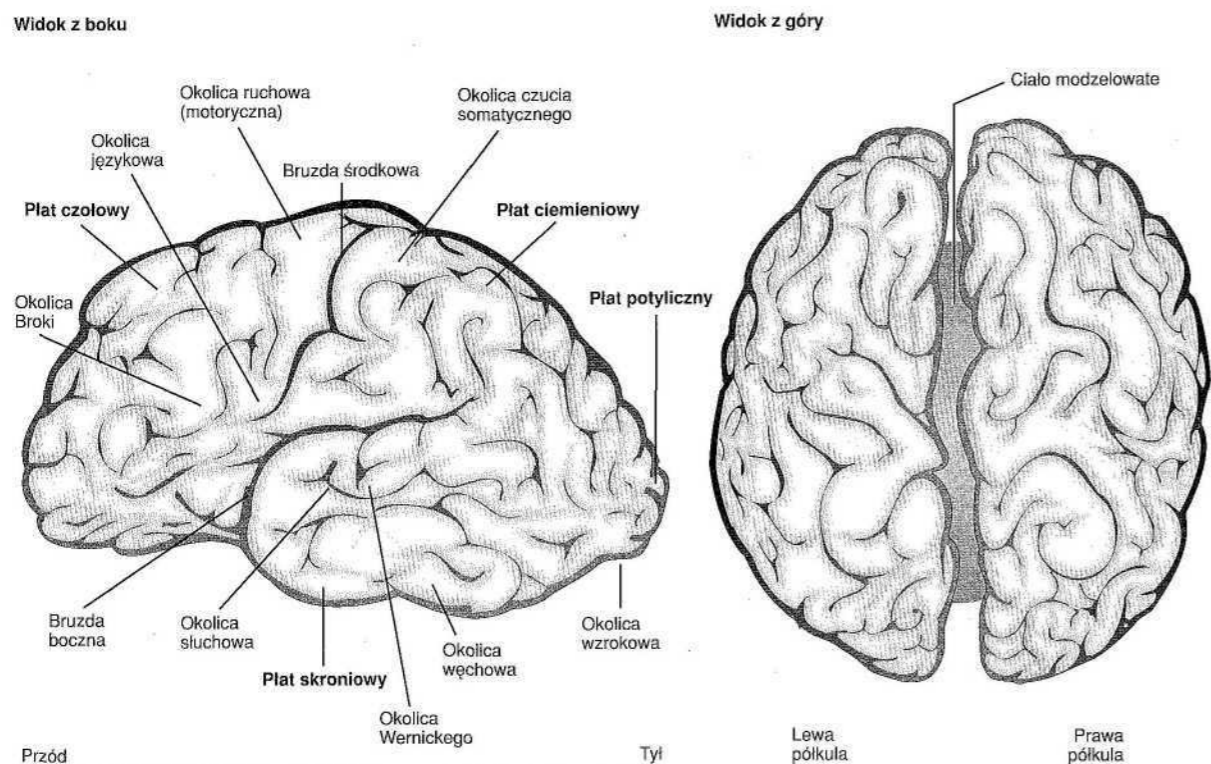 Widok z boku
Widok z góry
Ciało modzelowate
Okolica ruchowa
(motoryczna)
Okolica czucia
somatycznego
Okolica
językowa
Bruzda środkowa
Płat czołowy
Płat ciemieniowy
Płat potyliczny
Okolica
Broki
Bruzda
boczna
Okolica
słuchowa
Płat skroniowy
Okolica
węchowa
Okolica
wzrokowa
Okolica
Wernickego
Przód
Tył
Lewa
półkula
Prawa
półkula